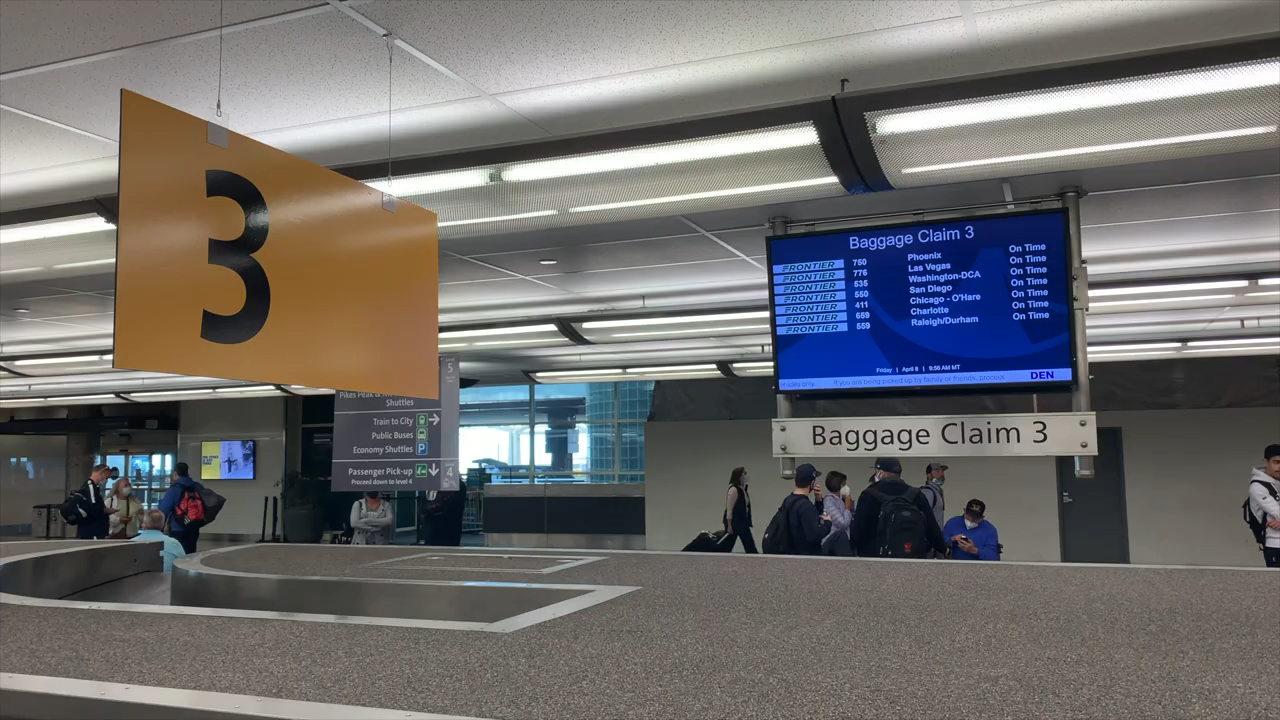 3
Baggage Claim 3
FRONTIER 750 Phoenix On Time
FRONTIER 776 Las Vegas On Time
FRONTIER 535 Washington-DCA On Time
FRONTIER 550 San Diego On Time
FRONTIER 411 Chicago - O'Hare On Time
FRONTIER 659 Charlotte On Time
FRONTIER 559 Raleigh/Durham On Time
Friday | April 8 | 9:56 AM MT
only. If you are being picked up by family or friends, proceed
DEN
Baggage Claim 3
Pikes Peak &
Shuttles
Train to City
Public Buses
Economy Shuttles P
Passenger Pick-up
Proceed down to level 4
5
4